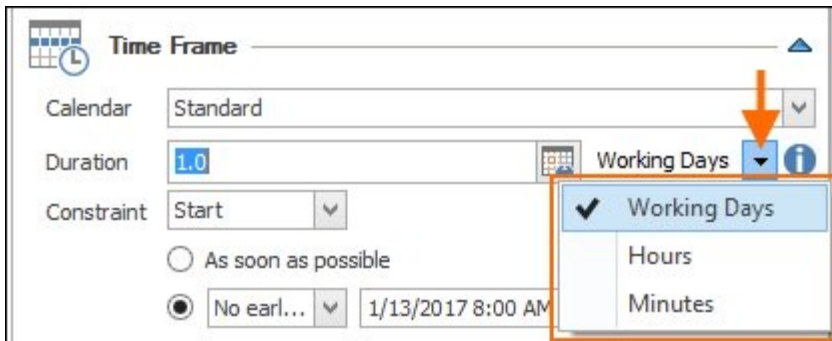 Time Frame
Calendar Standard
Duration 1.0 Working Days
Constraint Start Working Days
As soon as possible Hours
No earl... 1/13/2017 8:00 AM Minutes